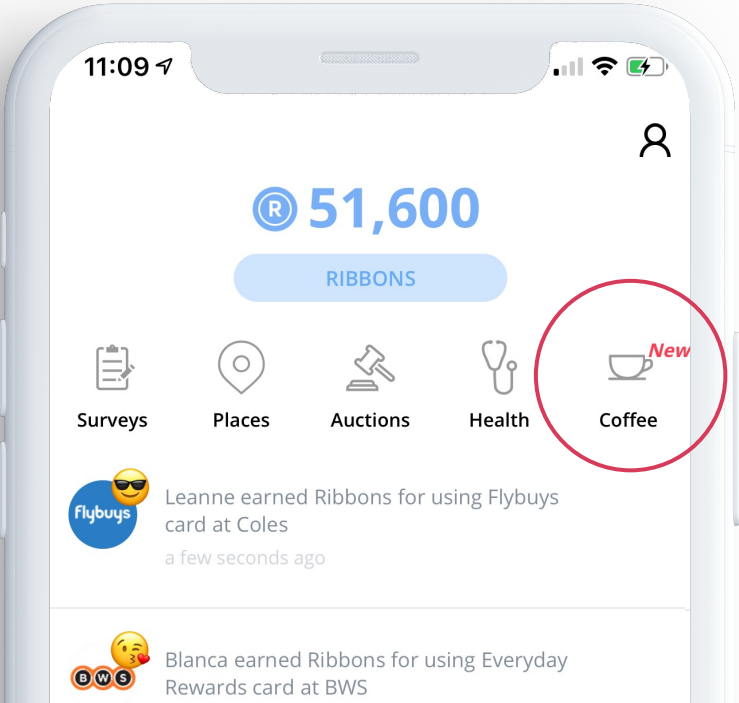 11:09
R 51,600
RIBBONS
New
Surveys Places Auctions Health Coffee
flybuys
Leanne earned Ribbons for using Flybuys
card at Coles
a few seconds ago
BWS
Blanca earned Ribbons for using Everyday
Rewards card at BWS